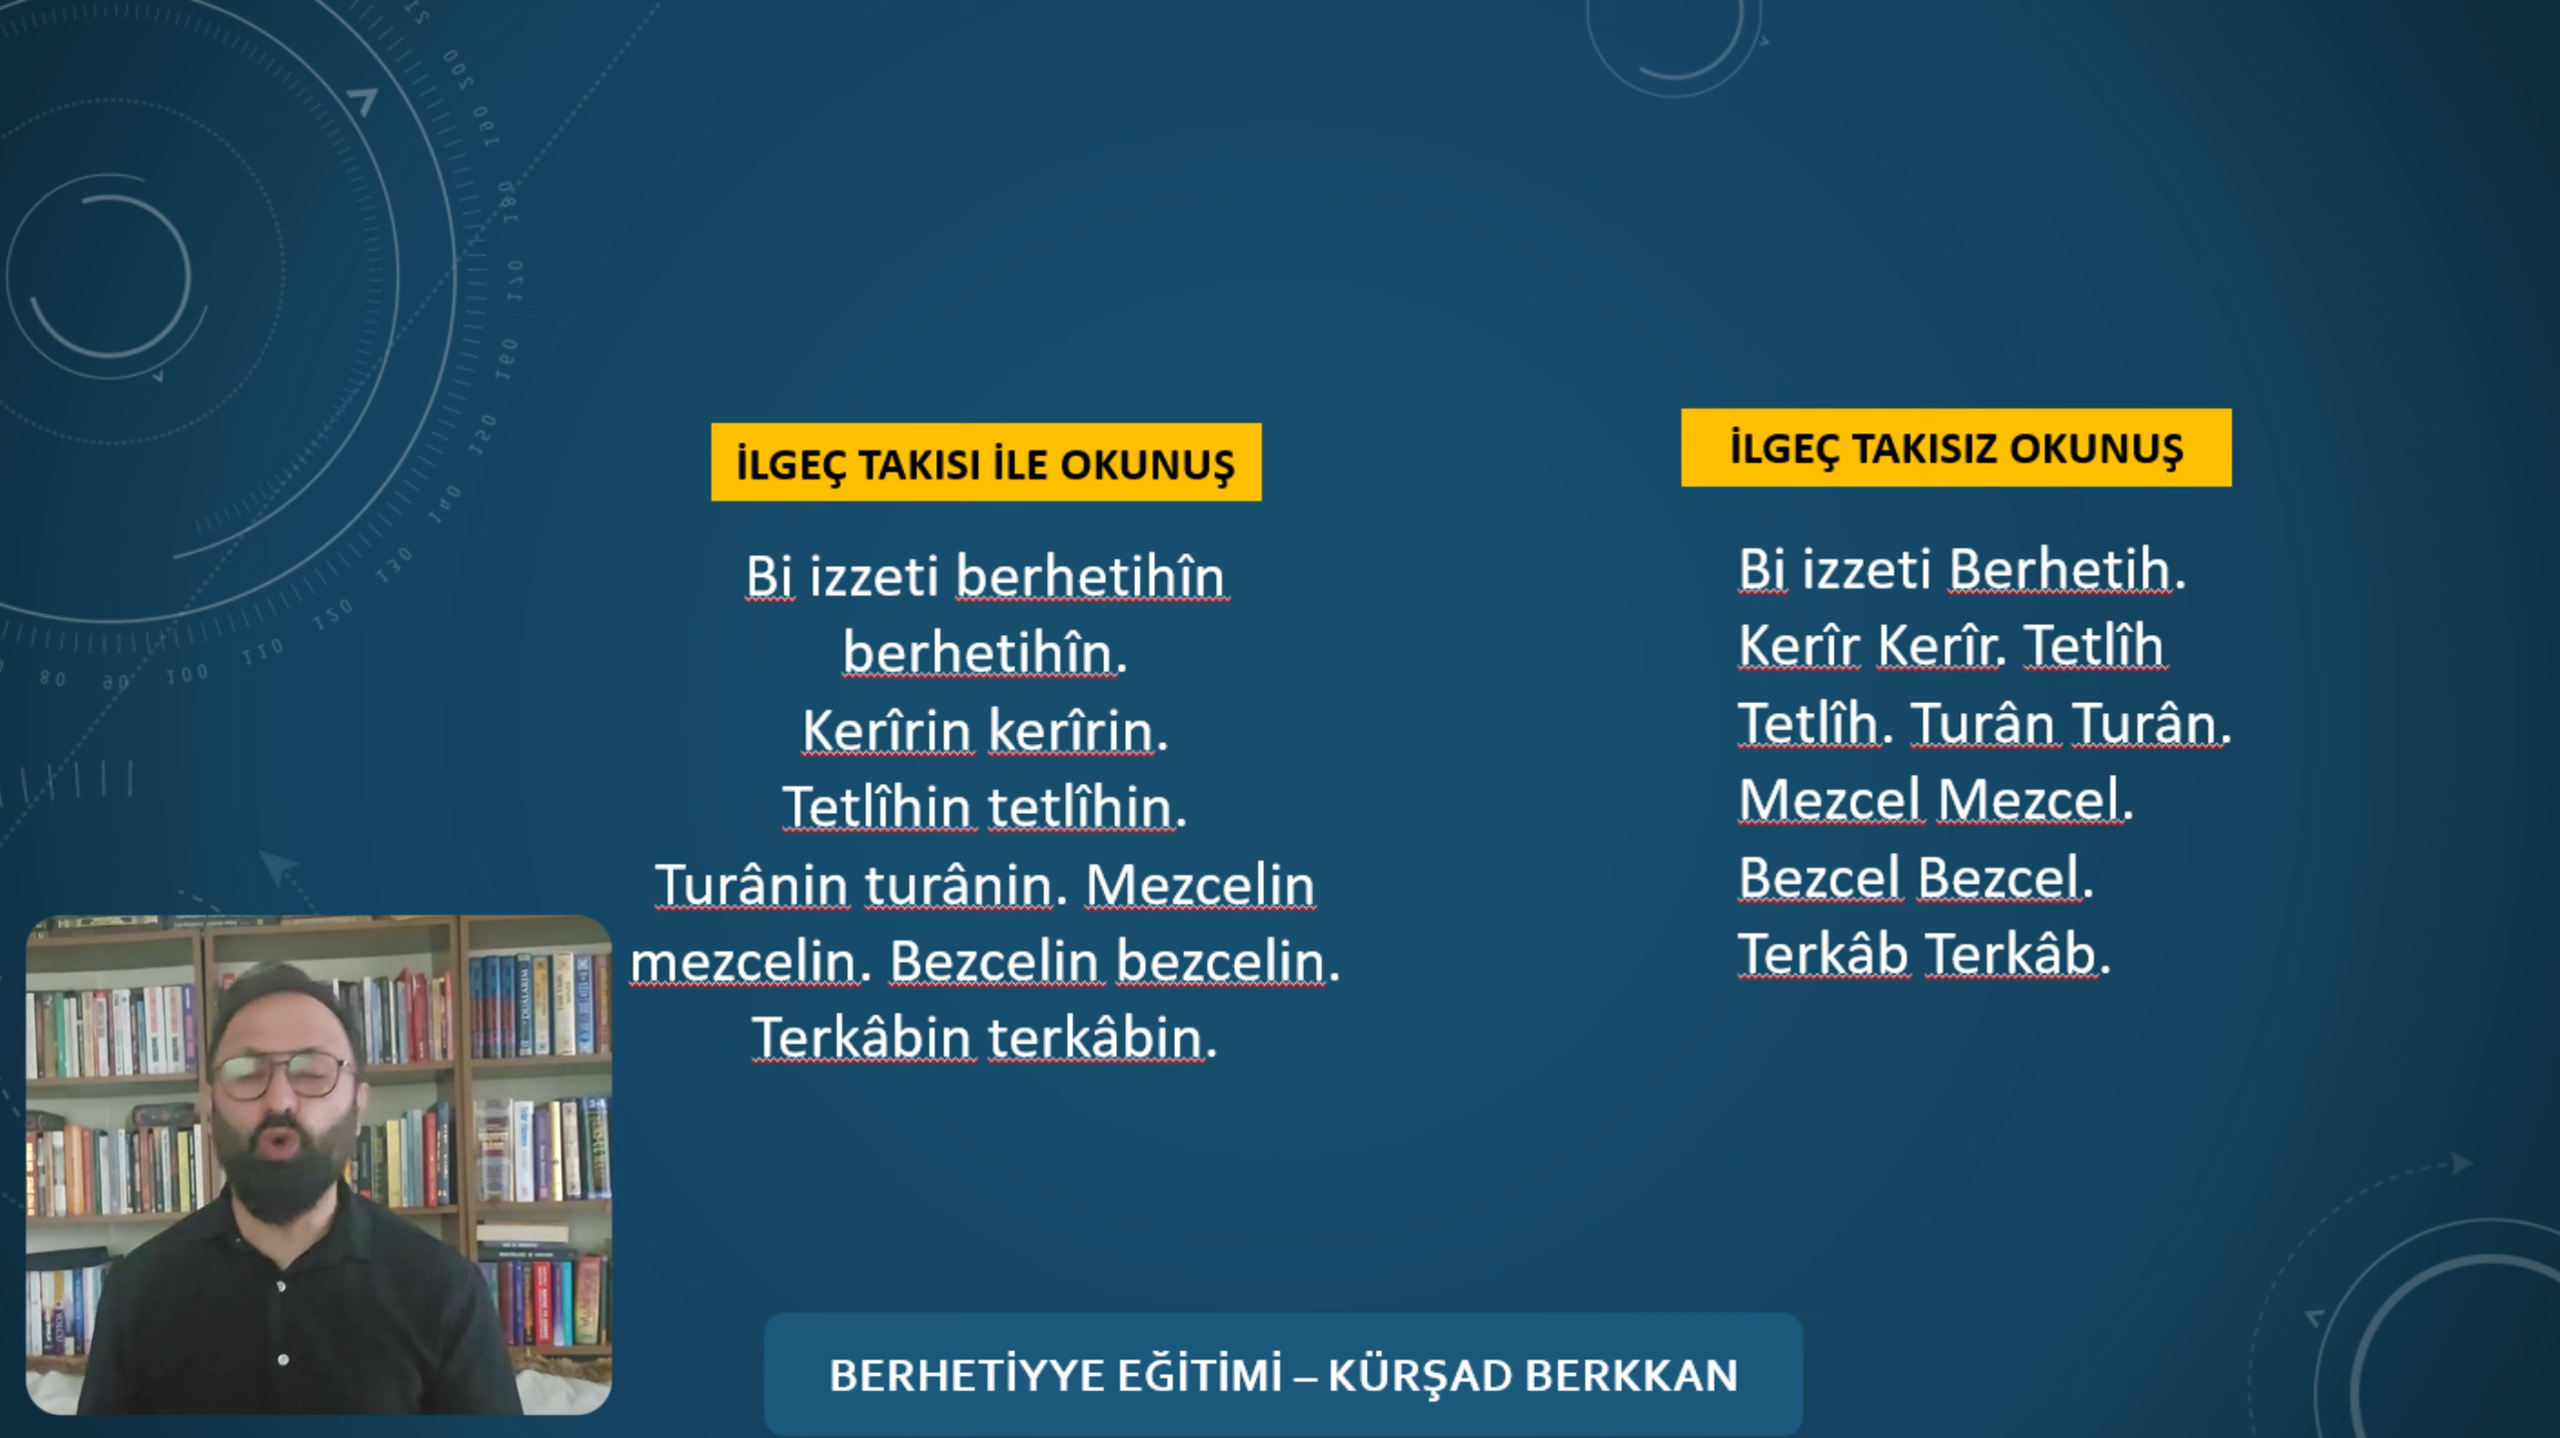 İLGEÇ TAKISI İLE OKUNUŞ
Bi izzeti berhetihîn
berhetihîn.
Kerîrin kerîrin.
Tetlîhin tetlîhin.
Turânin turânin. Mezcelin
mezcelin. Bezcelin bezcelin.
Terkâbin terkâbin.
İLGEÇ TAKISIZ OKUNUŞ
Bi izzeti Berhetih.
Kerîr Kerîr. Tetlîh
Tetlîh. Turân Turân.
Mezcel Mezcel.
Bezcel Bezcel.
Terkâb Terkâb.
BERHETİYYE EĞİTİMİ – KÜRŞAD BERKKAN